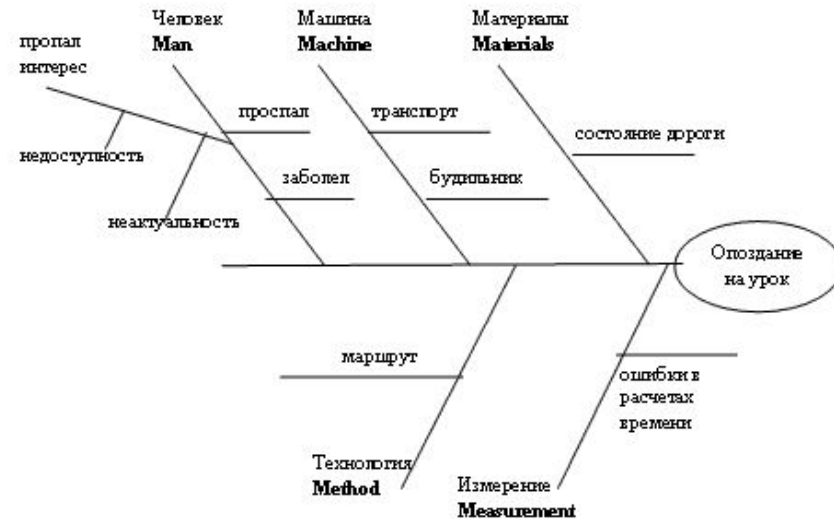 Человек
Man
Машина
Machine
Материалы
Materials
пропал
интерес
проспал
транспорт
состояние дороги
недоступность
заболел
будильник
неактуальность
Опоздание
на урок
маршрут
ошибки в
расчетах
времени
Технология
Method
Измерение
Measurement